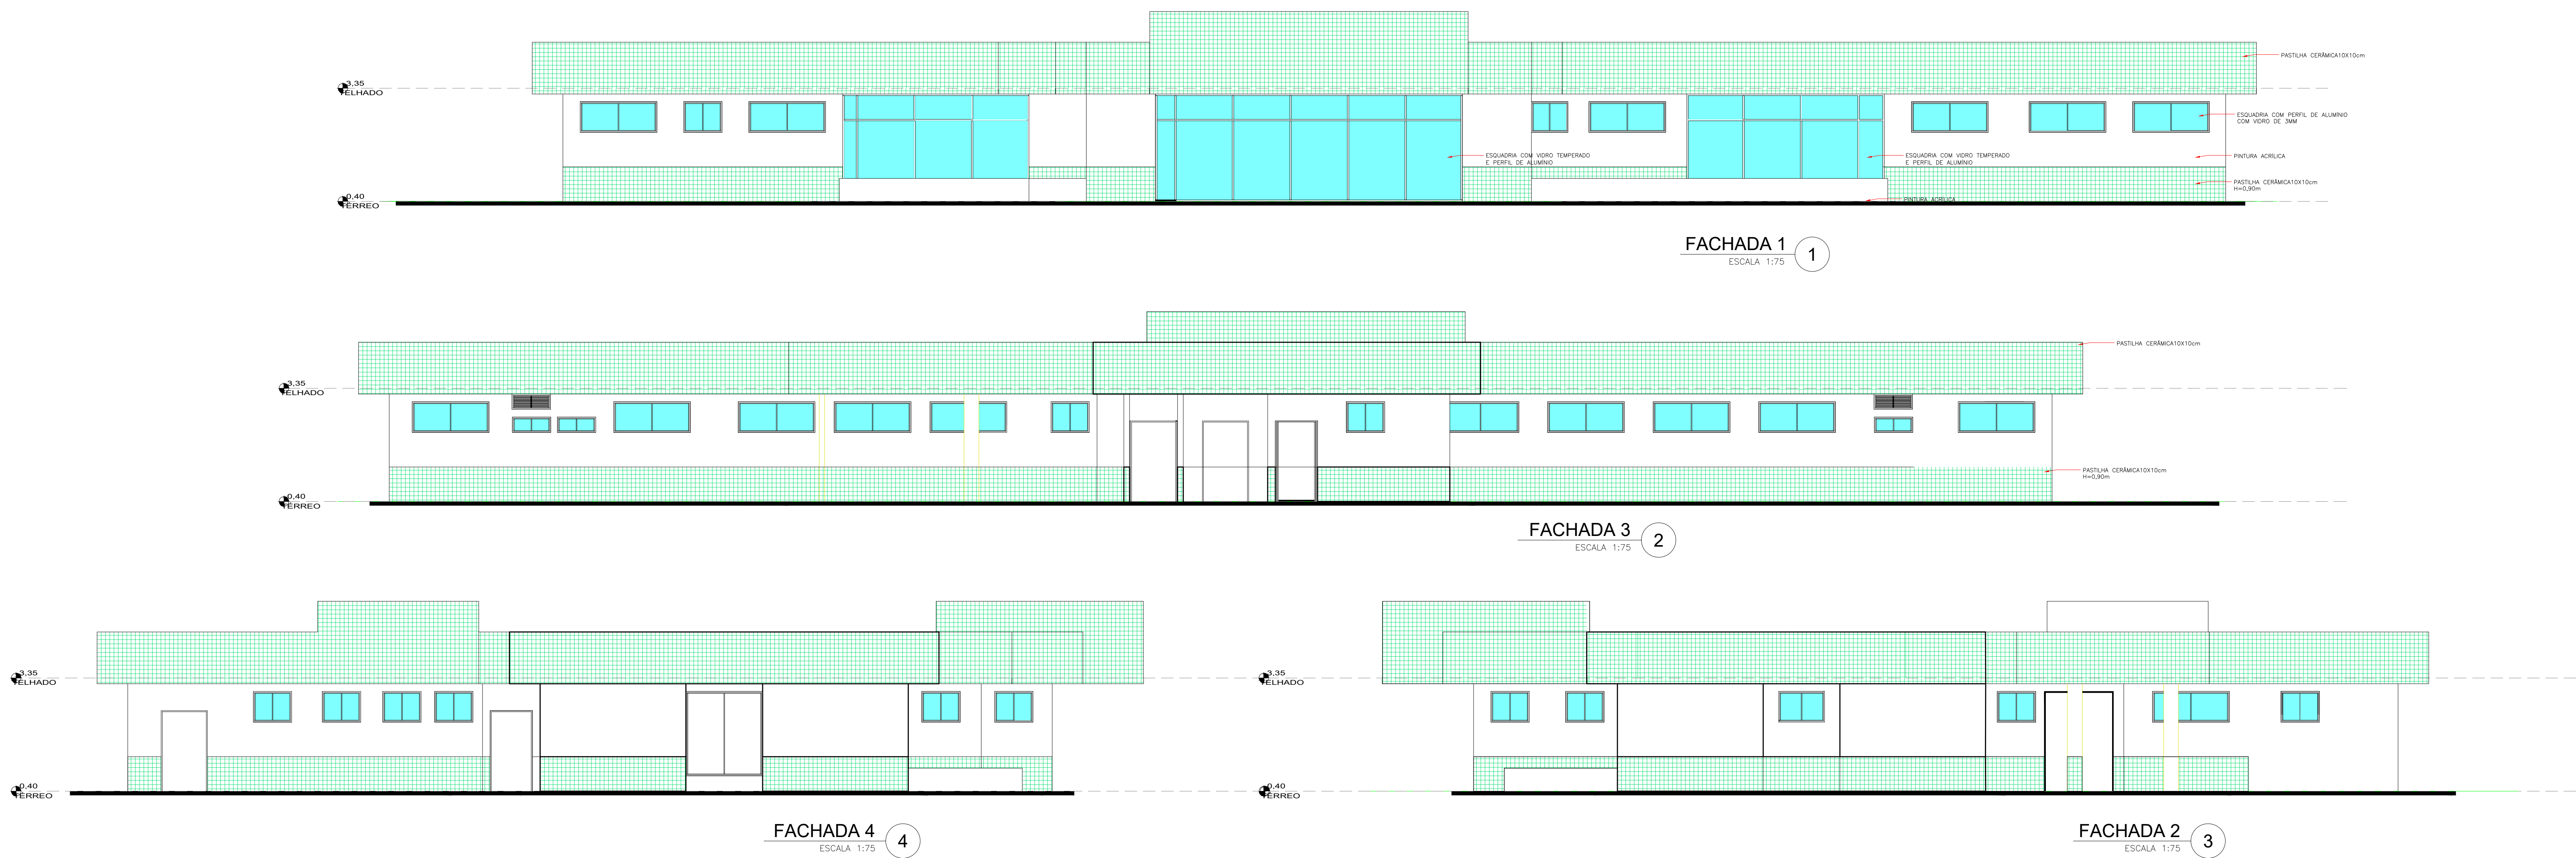 PASTILHA CERÂMICA10X10cm
3,35
TELHADO
ESQUADRIA COM PERFIL DE ALUMÍNIO
COM VIDRO DE 3MM
ESQUADRIA COM VIDRO TEMPERADO
E PERFIL DE ALUMÍNIO
ESQUADRIA COM VIDRO TEMPERADO
E PERFIL DE ALUMÍNIO
PINTURA ACRÍLICA
PASTILHA CERÂMICA10X10cm
H=0,90m
0,40
TÉRREO
PINTURA ACRÍLICA
FACHADA 1
ESCALA 1:75
1
PASTILHA CERÂMICA10X10cm
3,35
TELHADO
PASTILHA CERÂMICA10X10cm
H=0,90m
0,40
TÉRREO
FACHADA 3
ESCALA 1:75
2
3,35
TELHADO
0,40
TÉRREO
FACHADA 4
ESCALA 1:75
4
3,35
TELHADO
0,40
TÉRREO
FACHADA 2
ESCALA 1:75
3